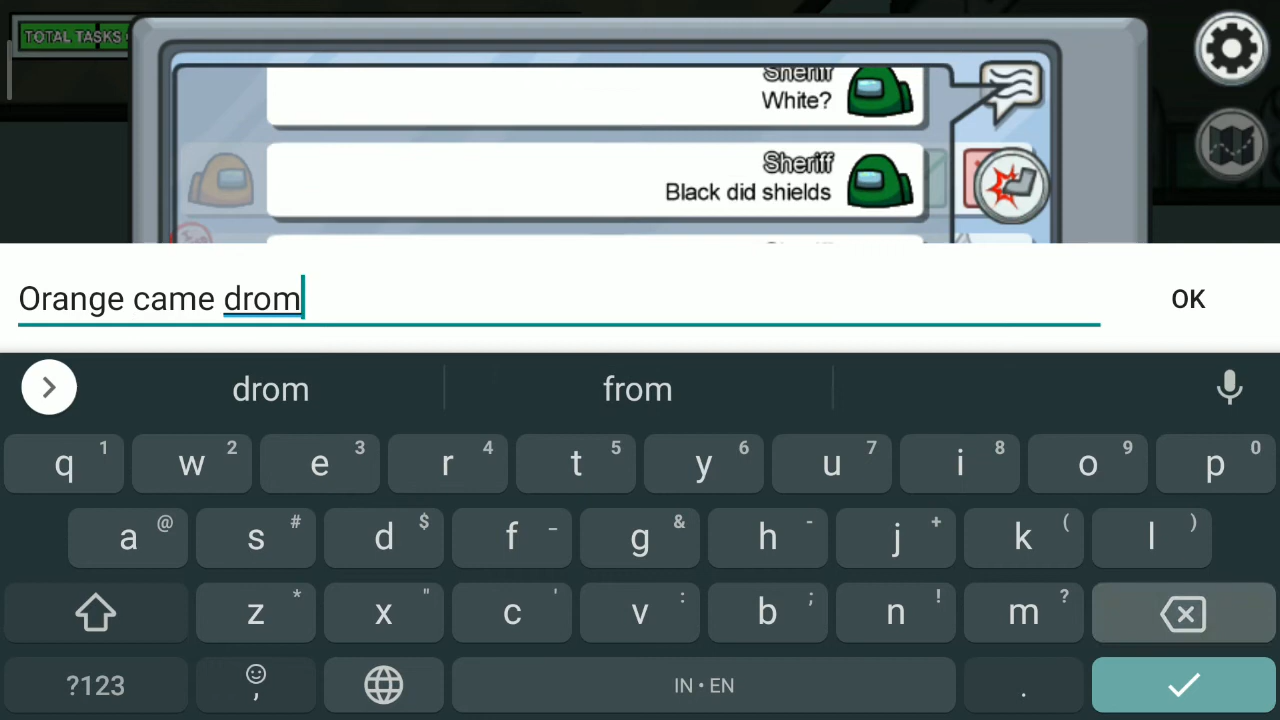 TOTAL TASKS
Sheriff
White?
Sheriff
Black did shields
Orange came drom
OK
drom
from
q 1 w 2 e 3 r 4 t 5 y 6 u 7 i 8 o 9 p 0
a @ s # d $ f _ g & h - j + k ( l )
z * x " c ' v : b ; n ! m ?
?123 , IN • EN .